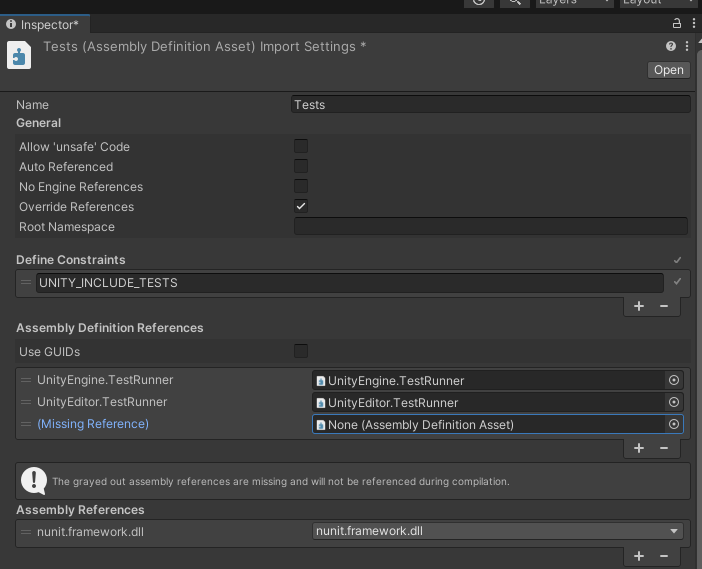 Layers
Layout
Inspector*
Tests (Assembly Definition Asset) Import Settings *
Open
Name
Tests
General
Allow 'unsafe' Code
Auto Referenced
No Engine References
Override References
Root Namespace
Define Constraints
UNITY_INCLUDE_TESTS
Assembly Definition References
Use GUIDs
UnityEngine.TestRunner UnityEngine.TestRunner
UnityEditor.TestRunner UnityEditor.TestRunner
(Missing Reference) None (Assembly Definition Asset)
The grayed out assembly references are missing and will not be referenced during compilation.
Assembly References
nunit.framework.dll nunit.framework.dll